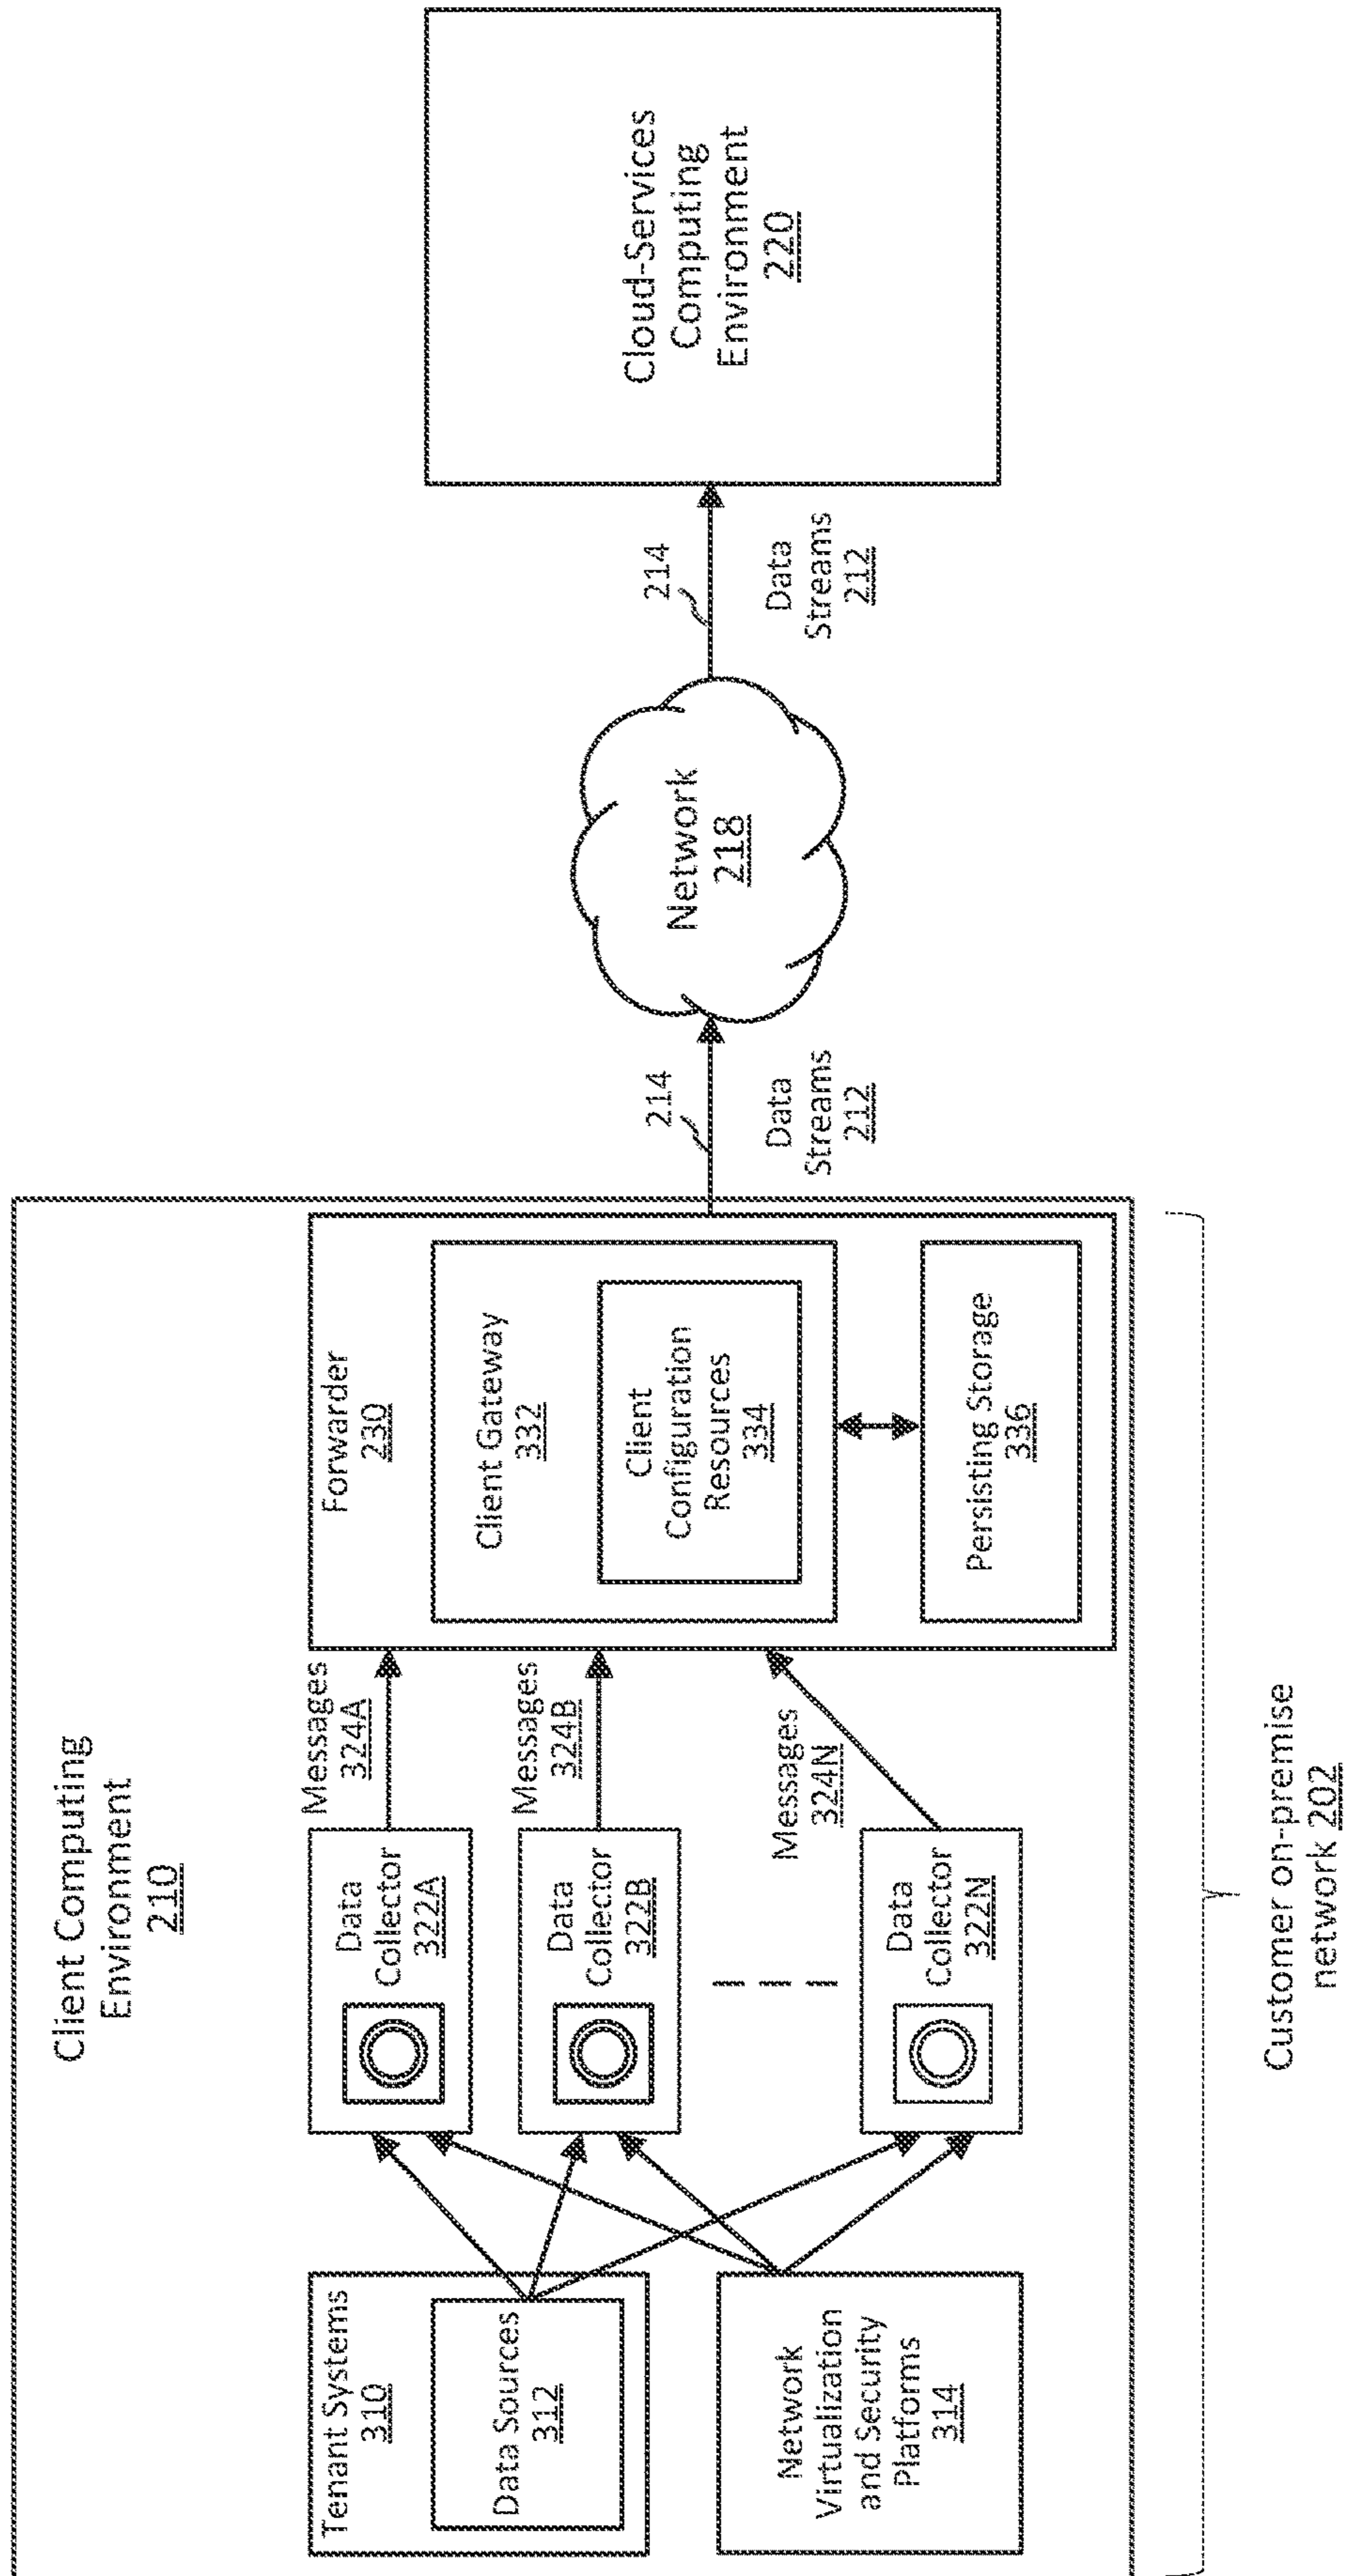 Client Computing
Environment
210
Tenant Systems
310
Data Sources
312
Network
Virtualization
and Security
Platforms
314
Data
Collector
322A
Data
Collector
322B
Data
Collector
322N
Messages
324A
Messages
324B
Messages
324N
Forwarder
230
Client Gateway
332
Client
Configuration
Resources
334
Persisting Storage
336
214
Data
Streams
212
Network
218
214
Data
Streams
212
Cloud-Services
Computing
Environment
220
Customer on-premise
network 202